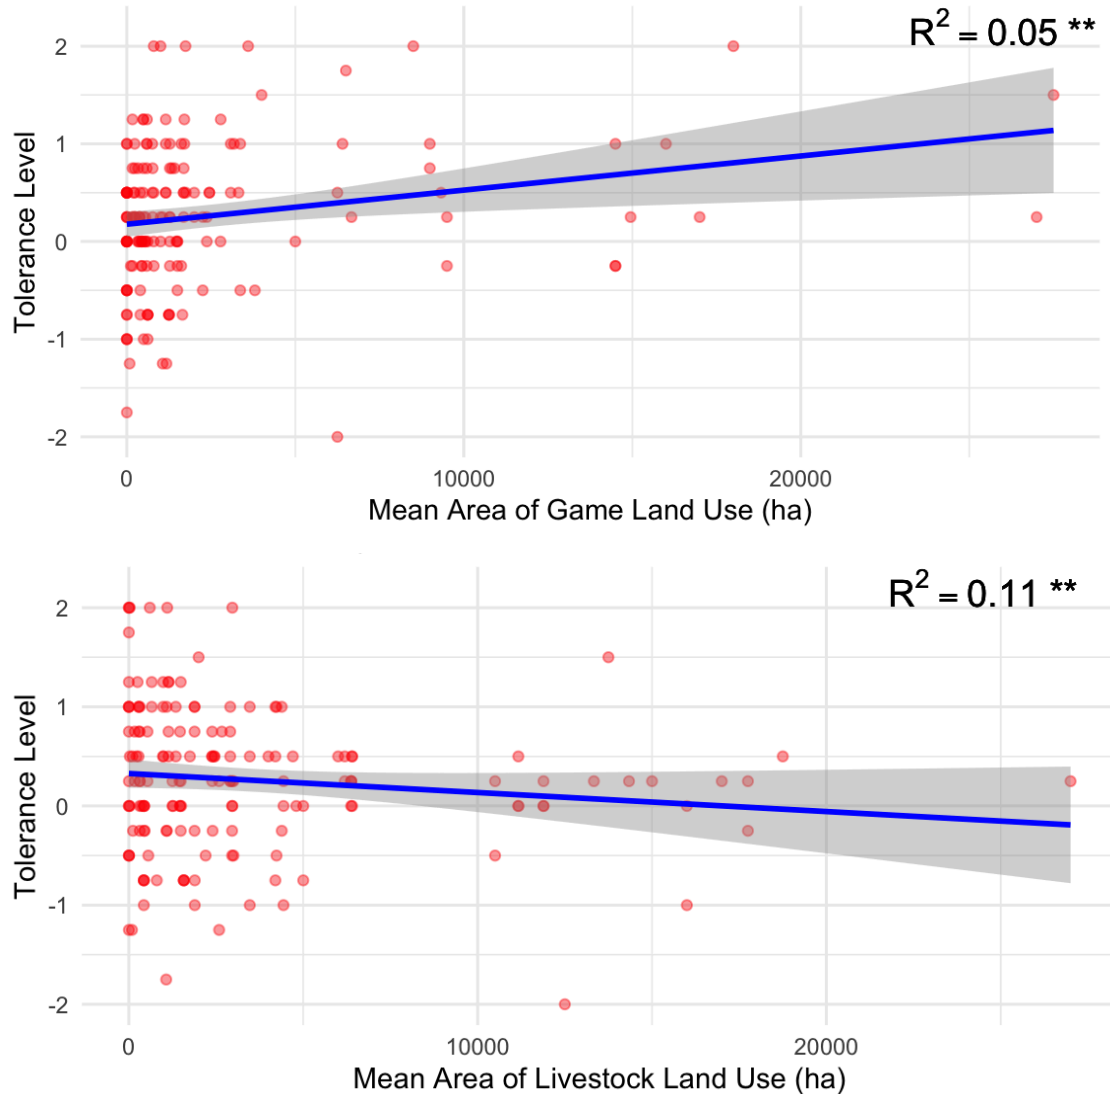 R² = 0.05 **
Tolerance Level
2
1
0
-1
-2
0 10000 20000
Mean Area of Game Land Use (ha)
R² = 0.11 **
Tolerance Level
2
1
0
-1
-2
0 10000 20000
Mean Area of Livestock Land Use (ha)